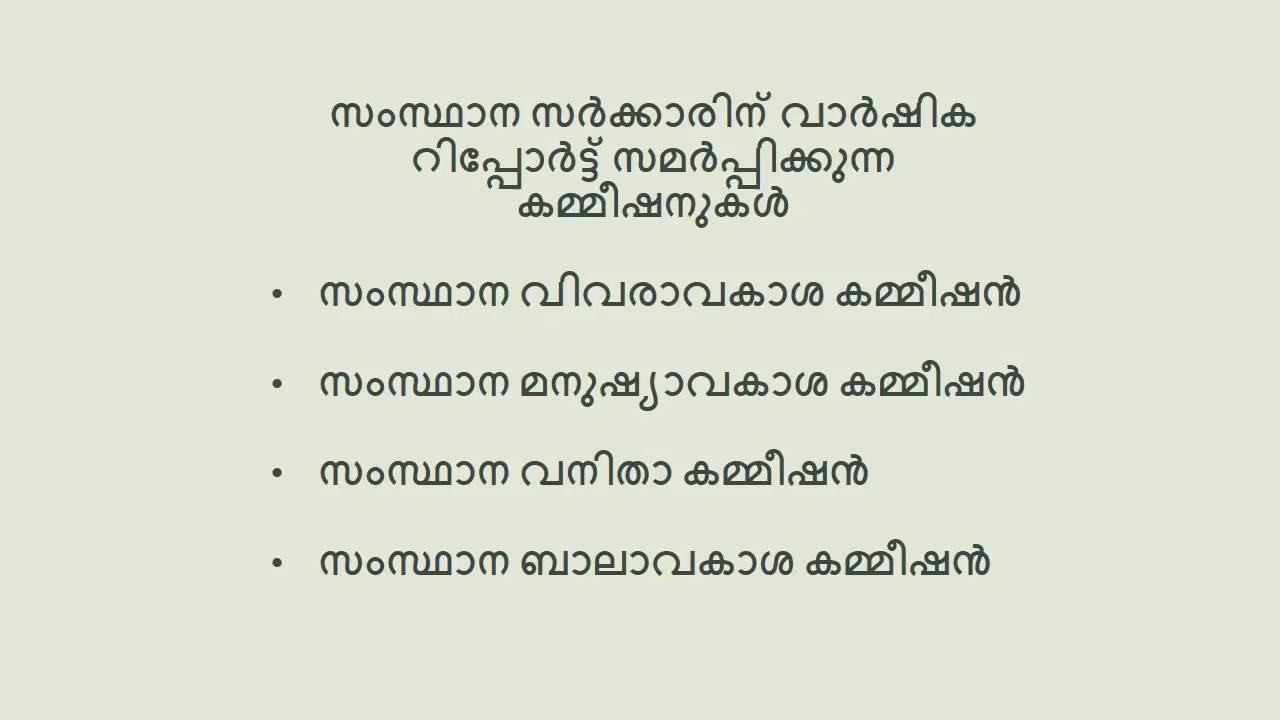 സംസ്ഥാന സർക്കാരിന് വാർഷിക
റിപ്പോർട്ട് സമർപ്പിക്കുന്ന
കമ്മീഷനുകൾ
• സംസ്ഥാന വിവരാവകാശ കമ്മീഷൻ
• സംസ്ഥാന മനുഷ്യാവകാശ കമ്മീഷൻ
• സംസ്ഥാന വനിതാ കമ്മീഷൻ
• സംസ്ഥാന ബാലാവകാശ കമ്മീഷൻ